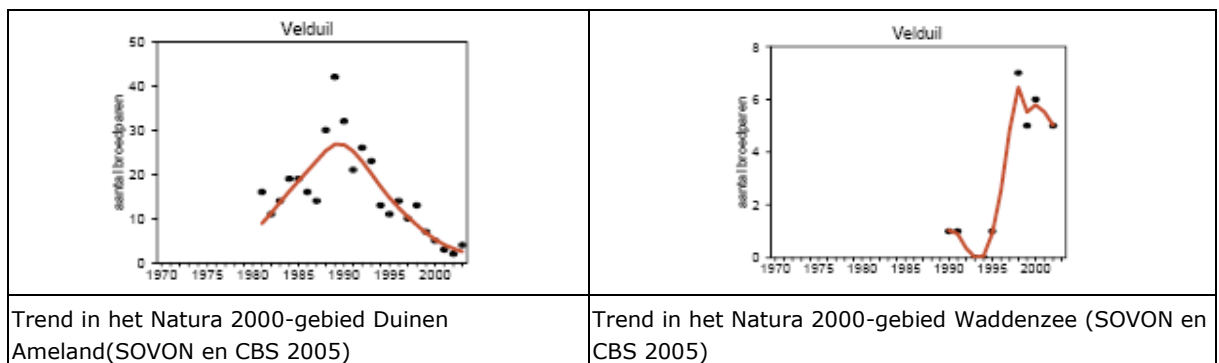 Velduil
50
40
30
20
10
0
aantal broedparen
1970 1975 1980 1985 1990 1995 2000
Velduil
8
6
4
2
0
aantal broedparen
1970 1975 1980 1985 1990 1995 2000
Trend in het Natura 2000-gebied Duinen
Ameland(SOVON en CBS 2005)
Trend in het Natura 2000-gebied Waddenzee (SOVON en
CBS 2005)